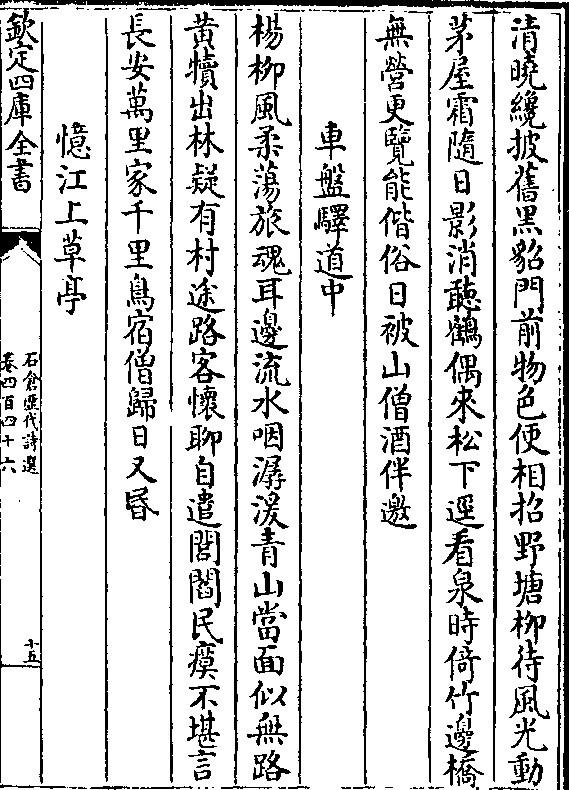 清曉纔披舊黑貂門前物色便相招野塘柳待風光動
茅屋霜隨日影消聽鶴偶來松下逕看泉時倚竹邊橋
無營更覽能偕俗日被山僧酒伴邀
車盤驛道中
楊柳風柔蕩旅魂耳邊流水咽潺湲青山當面似無路
黃犢出林疑有村途路客懷聊自遣閭閻民瘼不堪言
長安萬里家千里鳥宿僧歸日又昏
憶江上草亭
欽定四庫全書
石倉歷代詩選
卷四百四十六
十五